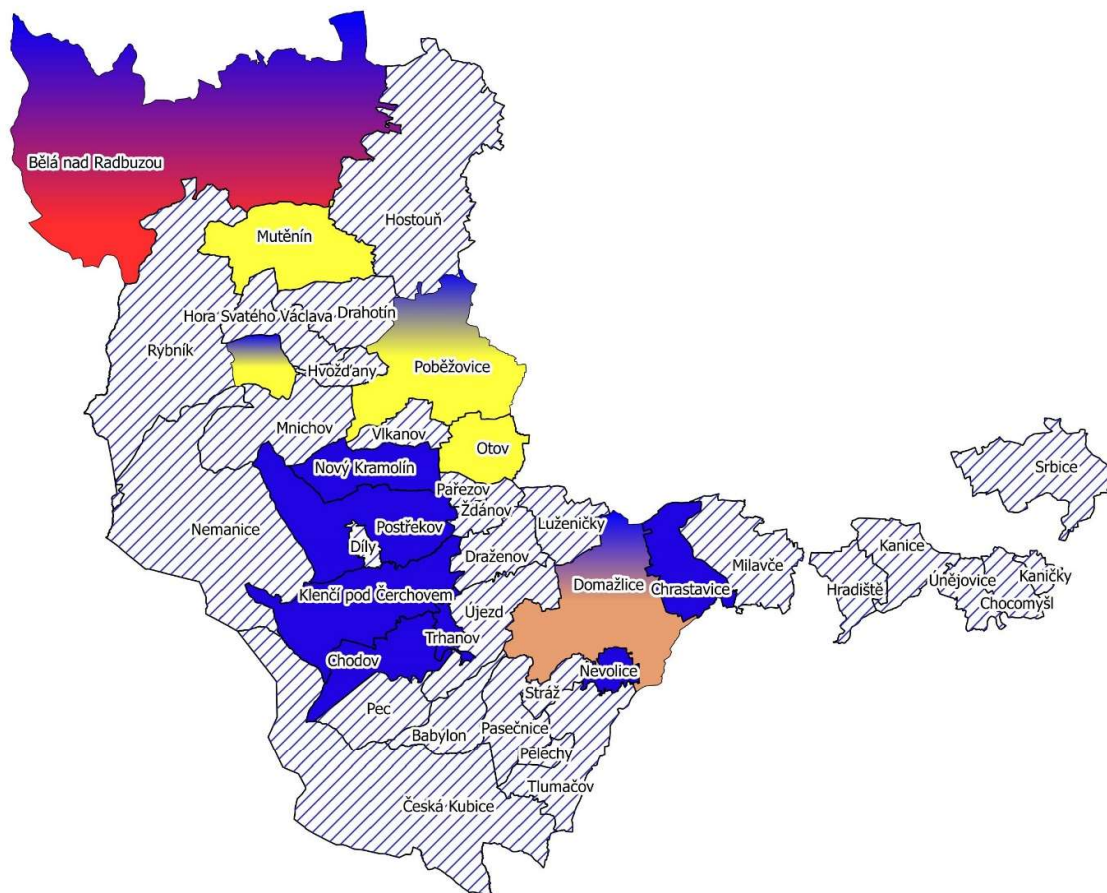 Bělá nad Radbuzou
Hostouň
Mutěnín
Hora Svatého Václava
Drahotín
Rybník
Hvožďany
Poběžovice
Mnichov
Vlkanov
Otov
Nový Kramolín
Pařezov
Srbice
Nemanice
Postřekov
Ždánov
Luženičky
Díly
Draženov
Kanice
Milavče
Únějovice
Kaničky
Domažlice
Chrastavice
Hradiště
Klenčí pod Čerchovem
Chocomyšl
Újezd
Trhanov
Chodov
Nevolice
Stráž
Pec
Babylon
Pasečnice
Pelechy
Tlumačov
Česká Kubice